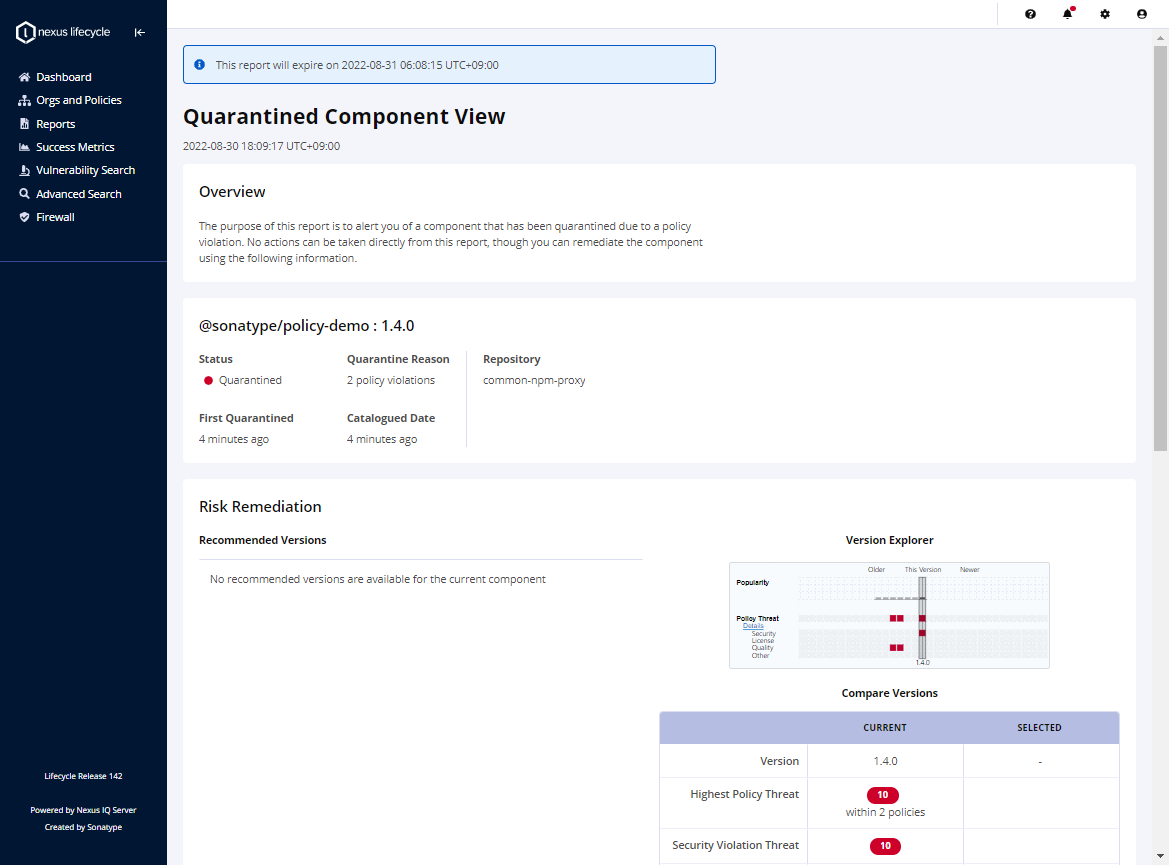 nexus lifecycle
Dashboard
Orgs and Policies
Reports
Success Metrics
Vulnerability Search
Advanced Search
Firewall
Lifecycle Release 142
Powered by Nexus IQ Server
Created by Sonatype
This report will expire on 2022-08-31 06:08:15 UTC+09:00
Quarantined Component View
2022-08-30 18:09:17 UTC+09:00
Overview
The purpose of this report is to alert you of a component that has been quarantined due to a policy
violation. No actions can be taken directly from this report, though you can remediate the component
using the following information.
@sonatype/policy-demo : 1.4.0
Status Quarantine Reason Repository
Quarantined 2 policy violations common-npm-proxy
First Quarantined Catalogued Date
4 minutes ago 4 minutes ago
Risk Remediation
Recommended Versions
No recommended versions are available for the current component
Version Explorer
Older This Version Newer
Popularity
Policy Threat
Details
Security
License
Quality
Other
1.4.0
Compare Versions
CURRENT SELECTED
Version 1.4.0 -
Highest Policy Threat 10
within 2 policies
Security Violation Threat 10